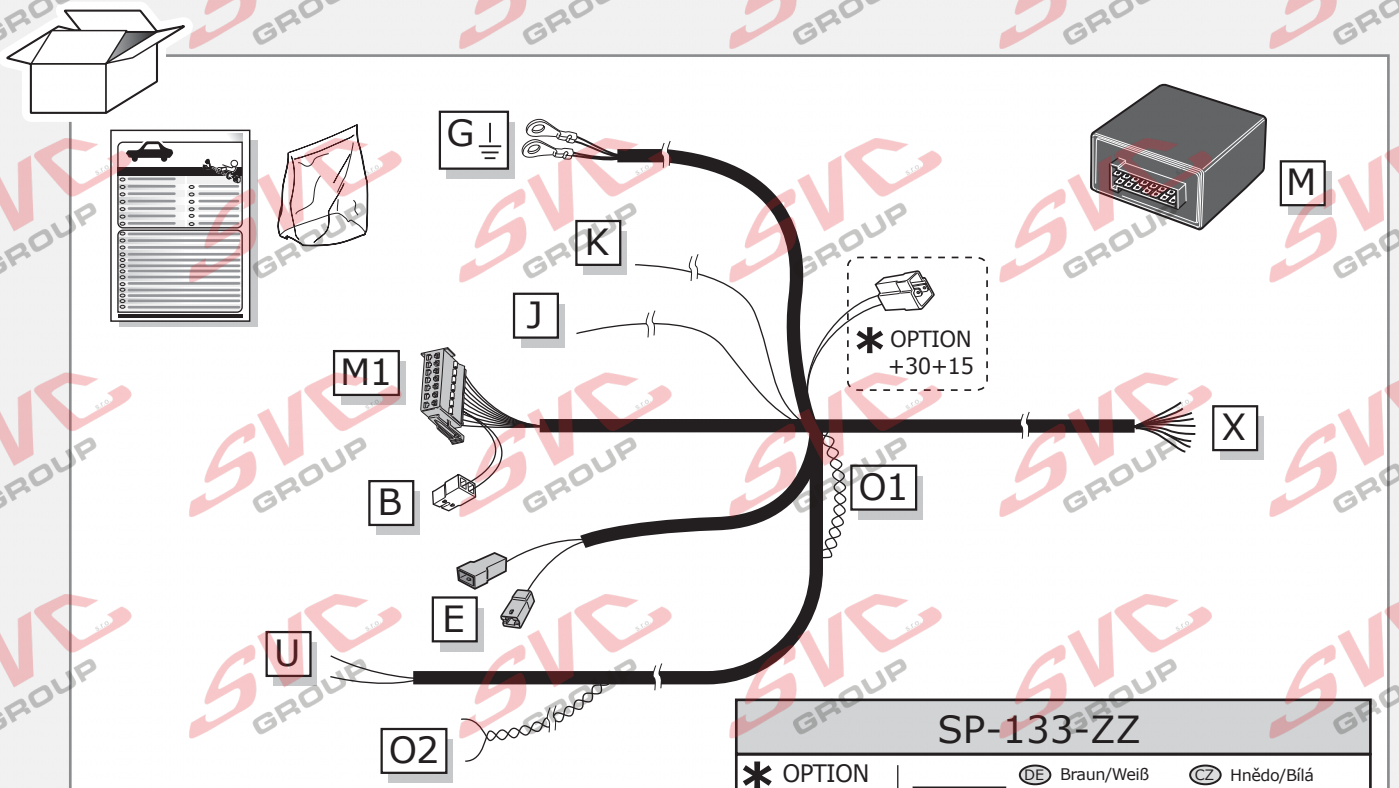 G
M
K
J
* OPTION
+30+15
M1
X
B
O1
E
U
O2
SP-133-ZZ
* OPTION
DE Braun/Weiß CZ Hnědo/Bílá
SVC s.r.o.
GROUP